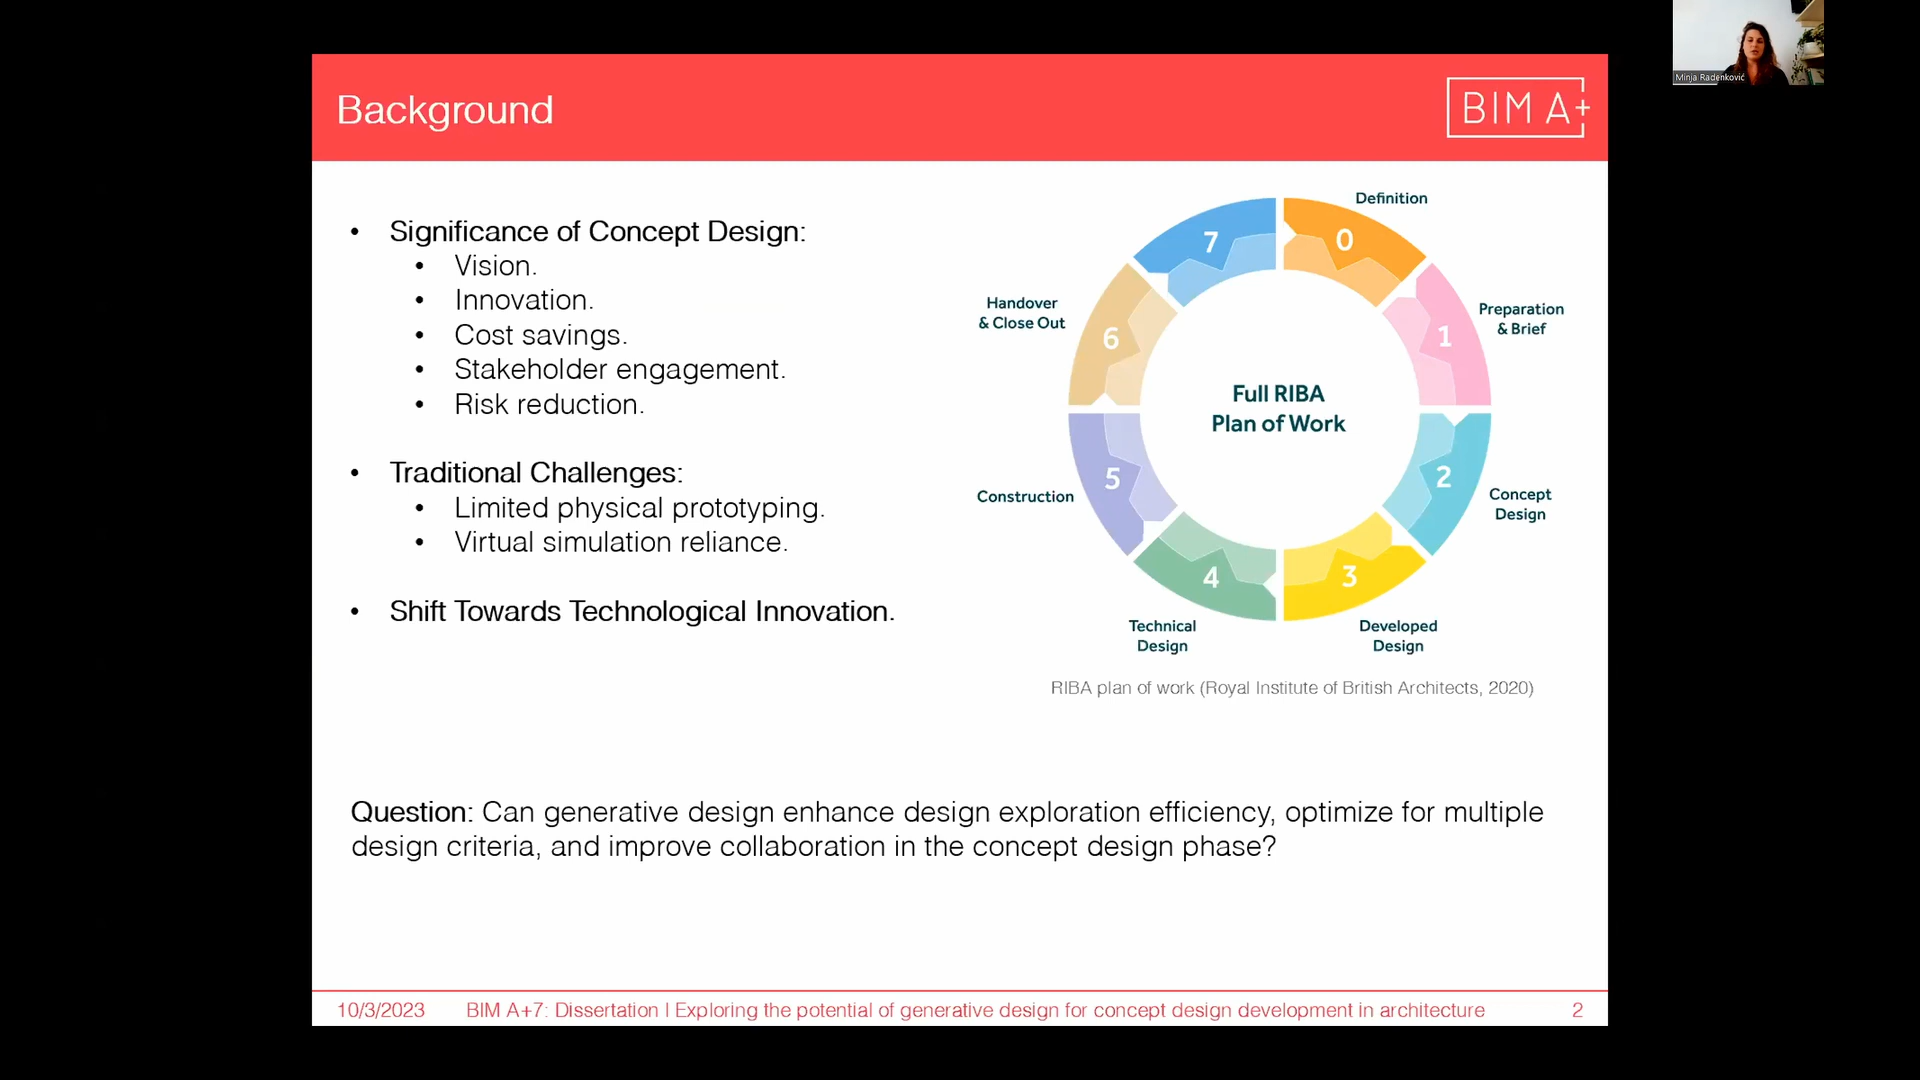 Minja Radenković
Background
BIM A+
• Significance of Concept Design:
• Vision.
• Innovation.
• Cost savings.
• Stakeholder engagement.
• Risk reduction.
• Traditional Challenges:
• Limited physical prototyping.
• Virtual simulation reliance.
• Shift Towards Technological Innovation.
Full RIBA
Plan of Work
0
Definition
1
Preparation
& Brief
2
Concept
Design
3
Developed
Design
4
Technical
Design
5
Construction
6
Handover
& Close Out
7
RIBA plan of work (Royal Institute of British Architects, 2020)
Question: Can generative design enhance design exploration efficiency, optimize for multiple
design criteria, and improve collaboration in the concept design phase?
10/3/2023 BIM A+7: Dissertation | Exploring the potential of generative design for concept design development in architecture 2